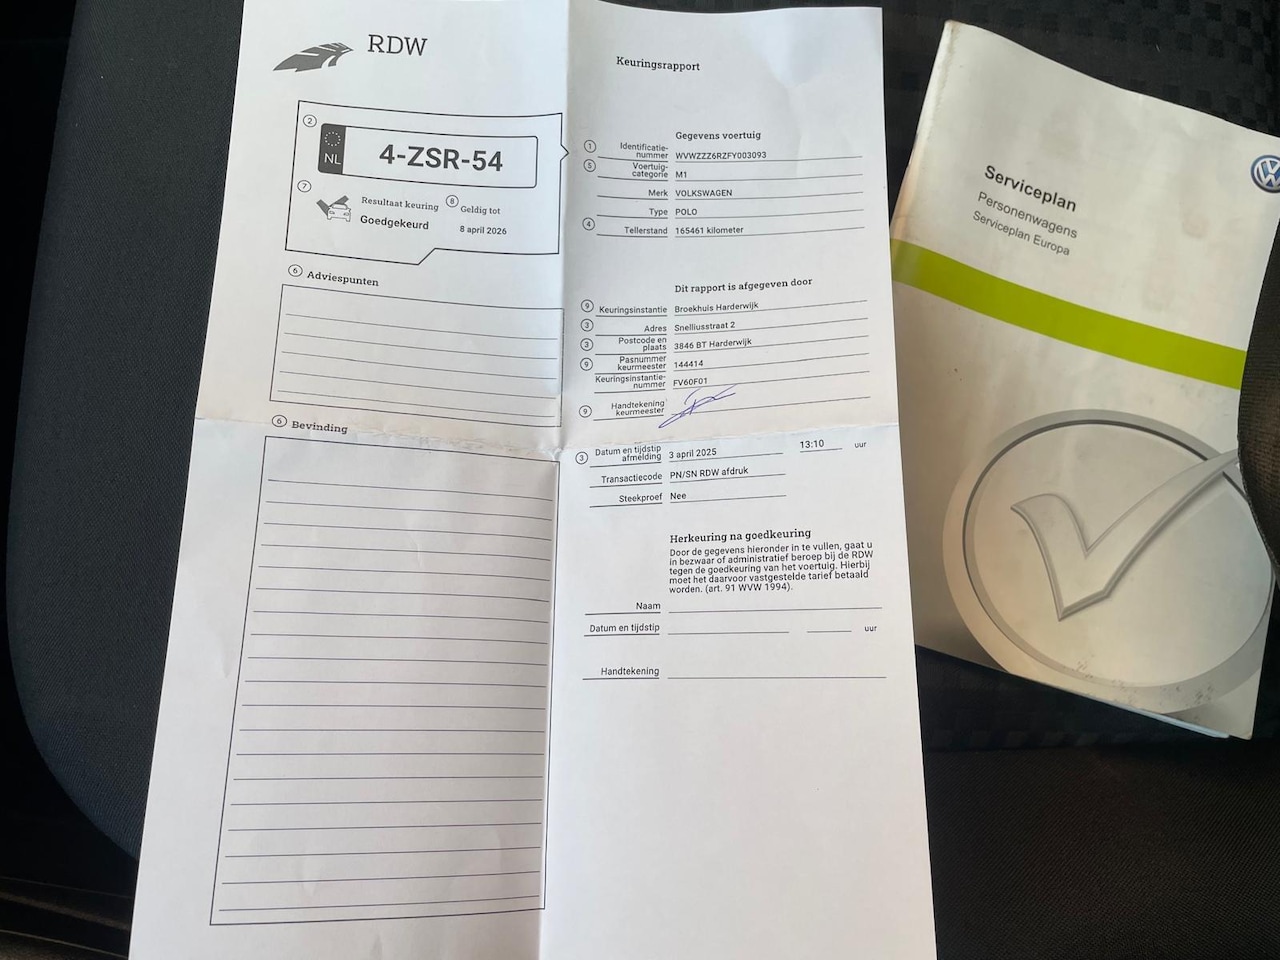 RDW
Keuringsrapport
2
NL
4-ZSR-54
7
Resultaat keuring
Goedgekeurd
8
Geldig tot
8 april 2026
6 Adviespunten
6 Bevinding
Gegevens voertuig
1 Identificatie-
nummer WVWZZZ6RZFY003093
5 Voertuig-
categorie M1
Merk VOLKSWAGEN
Type POLO
4 Tellerstand 165461 kilometer
Dit rapport is afgegeven door
9 Keuringsinstantie Broekhuis Harderwijk
3 Adres Snelliusstraat 2
3 Postcode en
plaats 3846 BT Harderwijk
9 Pasnummer
keurmeester 144414
Keuringsinstantie-
nummer FV60F01
9 Handtekening
keurmeester
3 Datum en tijdstip
afmelding 3 april 2025 13:10 uur
Transactiecode PN/SN RDW afdruk
Steekproef Nee
Herkeuring na goedkeuring
Door de gegevens hieronder in te vullen, gaat u
in bezwaar of administratief beroep bij de RDW
tegen de goedkeuring van het voertuig. Hierbij
moet het daarvoor vastgestelde tarief betaald
worden. (art. 91 WVW 1994).
Naam
Datum en tijdstip uur
Handtekening
Serviceplan
Personenwagens
Serviceplan Europa